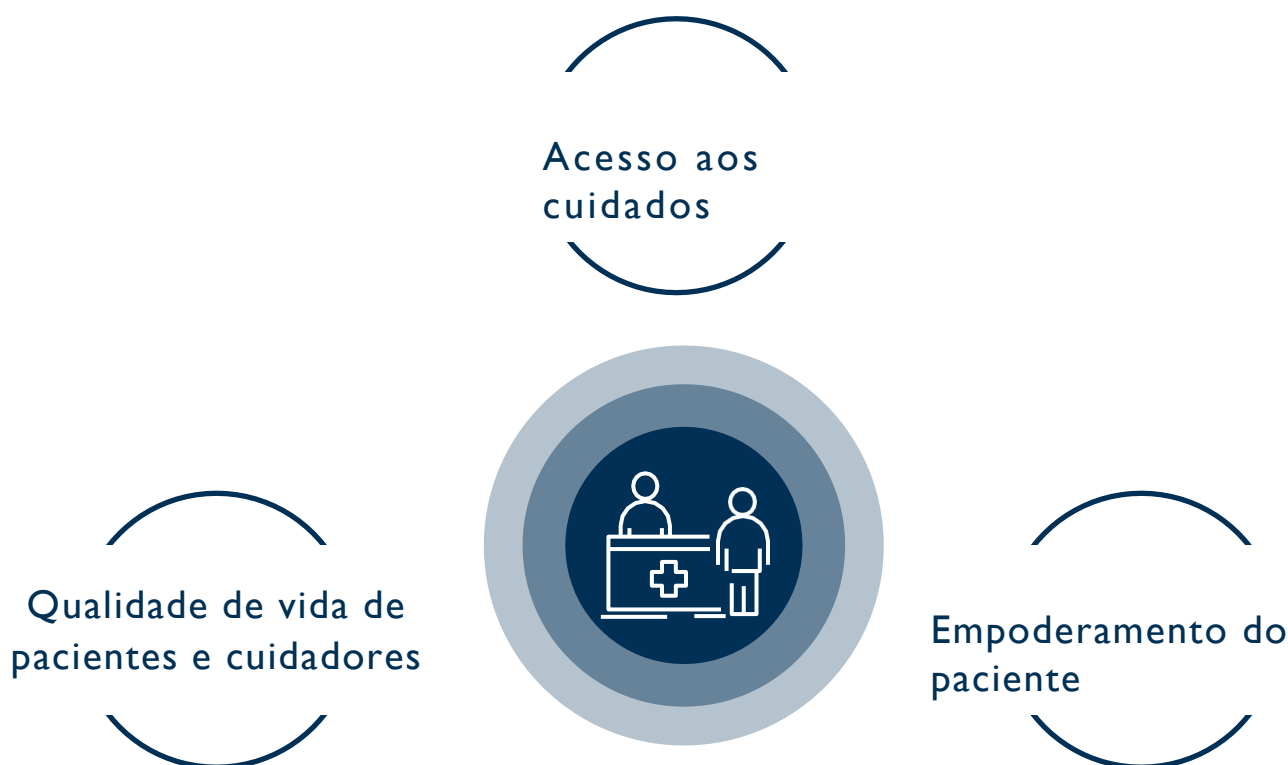 Acesso aos
cuidados
Qualidade de vida de
pacientes e cuidadores
Empoderamento do
paciente